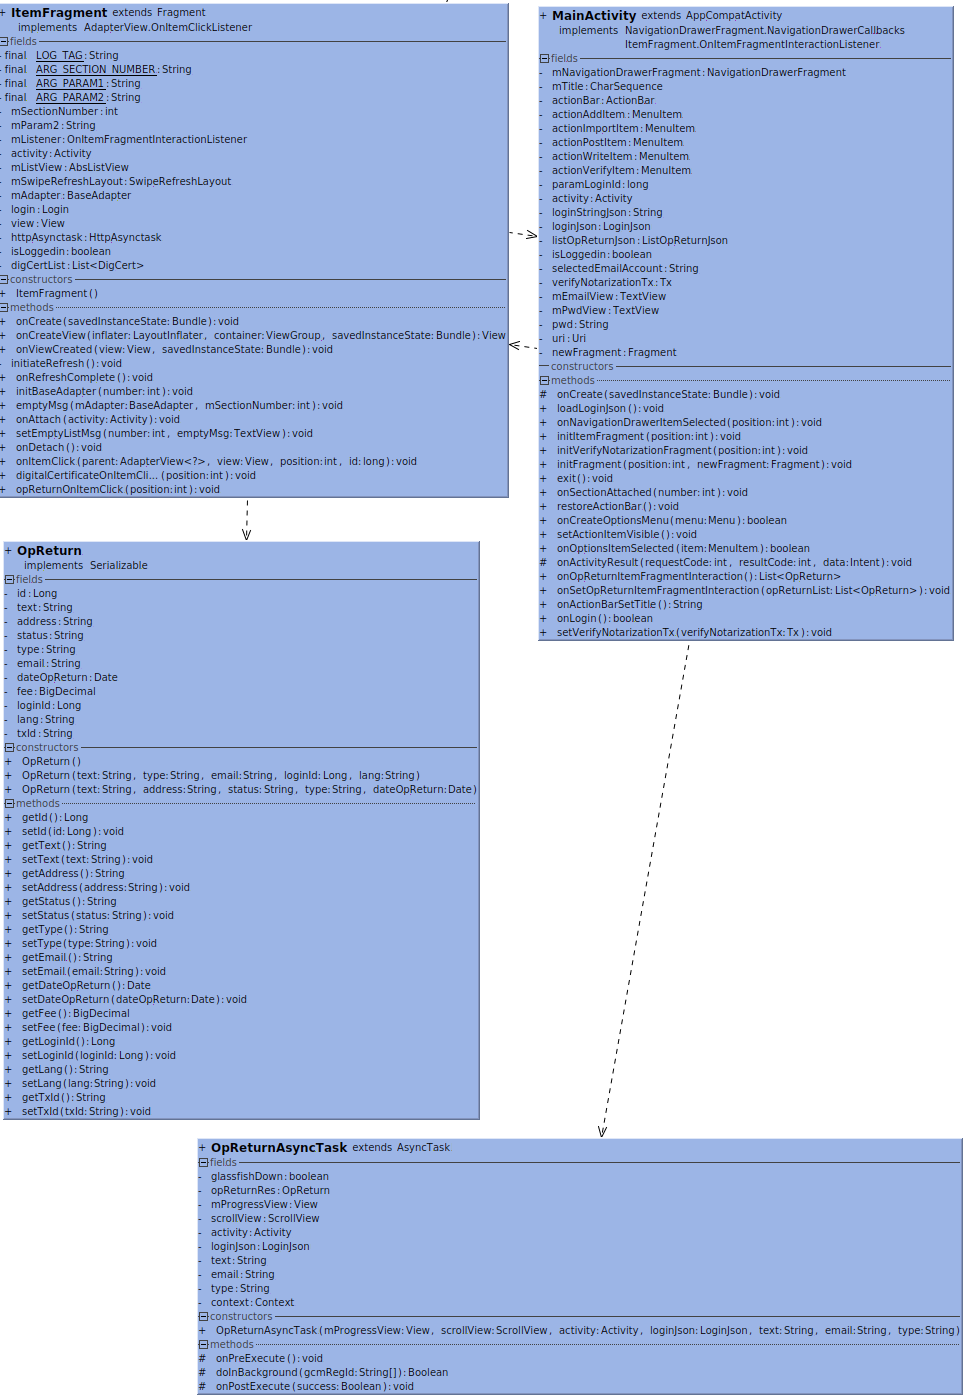 + ItemFragment extends Fragment
implements AdapterView.OnItemClickListener
fields
- final LOG_TAG:String
- final ARG_SECTION_NUMBER:String
- final ARG_PARAM1:String
- final ARG_PARAM2:String
- mSectionNumber:int
- mParam2:String
- mListener:OnItemFragmentInteractionListener
- activity:Activity
- mListView:AbsListView
- mSwipeRefreshLayout:SwipeRefreshLayout
- mAdapter:BaseAdapter
- login:Login
- view:View
- httpAsynctask:HttpAsynctask
- isLoggedin:boolean
- digCertList:List<DigCert>
constructors
+ ItemFragment()
methods
+ onCreate(savedInstanceState:Bundle):void
+ onCreateView(inflater:LayoutInflater, container:ViewGroup, savedInstanceState:Bundle):View
+ onViewCreated(view:View, savedInstanceState:Bundle):void
- initiateRefresh():void
+ onRefreshComplete():void
+ initBaseAdapter(number:int):void
+ emptyMsg(mAdapter:BaseAdapter, mSectionNumber:int):void
+ onAttach(activity:Activity):void
+ setEmptyListMsg(number:int, emptyMsg:TextView):void
+ onDetach():void
+ onItemClick(parent:AdapterView<?>, view:View, position:int, id:long):void
+ digitalCertificateOnItemCli...(position:int):void
+ opReturnOnItemClick(position:int):void
+ MainActivity extends AppCompatActivity
implements NavigationDrawerFragment.NavigationDrawerCallbacks
ItemFragment.OnItemFragmentInteractionListener
fields
- mNavigationDrawerFragment:NavigationDrawerFragment
- mTitle:CharSequence
- actionBar:ActionBar
- actionAddItem:MenuItem
- actionImportItem:MenuItem
- actionPostItem:MenuItem
- actionWriteItem:MenuItem
- actionVerifyItem:MenuItem
- paramLoginId:long
- activity:Activity
- loginStringJson:String
- loginJson:LoginJson
- listOpReturnJson:ListOpReturnJson
- isLoggedin:boolean
- selectedEmailAccount:String
- verifyNotarizationTx:Tx
- mEmailView:TextView
- mPwdView:TextView
- pwd:String
- uri:Uri
- newFragment:Fragment
constructors
methods
# onCreate(savedInstanceState:Bundle):void
+ loadLoginJson():void
+ onNavigationDrawerItemSelected(position:int):void
+ initItemFragment(position:int):void
+ initVerifyNotarizationFragment(position:int):void
+ initFragment(position:int, newFragment:Fragment):void
+ exit():void
+ onSectionAttached(number:int):void
+ restoreActionBar():void
+ onCreateOptionsMenu(menu:Menu):boolean
+ setActionItemVisible():void
+ onOptionsItemSelected(item:MenuItem):boolean
# onActivityResult(requestCode:int, resultCode:int, data:Intent):void
+ onOpReturnItemFragmentInteraction():List<OpReturn>
+ onSetOpReturnItemFragmentInteraction(opReturnList:List<OpReturn>):void
+ onActionBarSetTitle():String
+ onLogin():boolean
+ setVerifyNotarizationTx(verifyNotarizationTx:Tx):void
+ OpReturn
implements Serializable
fields
- id:Long
- text:String
- address:String
- status:String
- type:String
- email:String
- dateOpReturn:Date
- fee:BigDecimal
- loginId:Long
- lang:String
- txId:String
constructors
+ OpReturn()
+ OpReturn(text:String, type:String, email:String, loginId:Long, lang:String)
+ OpReturn(text:String, address:String, status:String, type:String, dateOpReturn:Date)
methods
+ getId():Long
+ setId(id:Long):void
+ getText():String
+ setText(text:String):void
+ getAddress():String
+ setAddress(address:String):void
+ getStatus():String
+ setStatus(status:String):void
+ getType():String
+ setType(type:String):void
+ getEmail():String
+ setEmail(email:String):void
+ getDateOpReturn():Date
+ setDateOpReturn(dateOpReturn:Date):void
+ getFee():BigDecimal
+ setFee(fee:BigDecimal):void
+ getLoginId():Long
+ setLoginId(loginId:Long):void
+ getLang():String
+ setLang(lang:String):void
+ getTxId():String
+ setTxId(txId:String):void
+ OpReturnAsyncTask extends AsyncTask
fields
- glassfishDown:boolean
- opReturnRes:OpReturn
- mProgressView:View
- scrollView:ScrollView
- activity:Activity
- loginJson:LoginJson
- text:String
- email:String
- type:String
- context:Context
constructors
+ OpReturnAsyncTask(mProgressView:View, scrollView:ScrollView, activity:Activity, loginJson:LoginJson, text:String, email:String, type:String)
methods
# onPreExecute():void
# doInBackground(gcmRegId:String[]):Boolean
# onPostExecute(success:Boolean):void